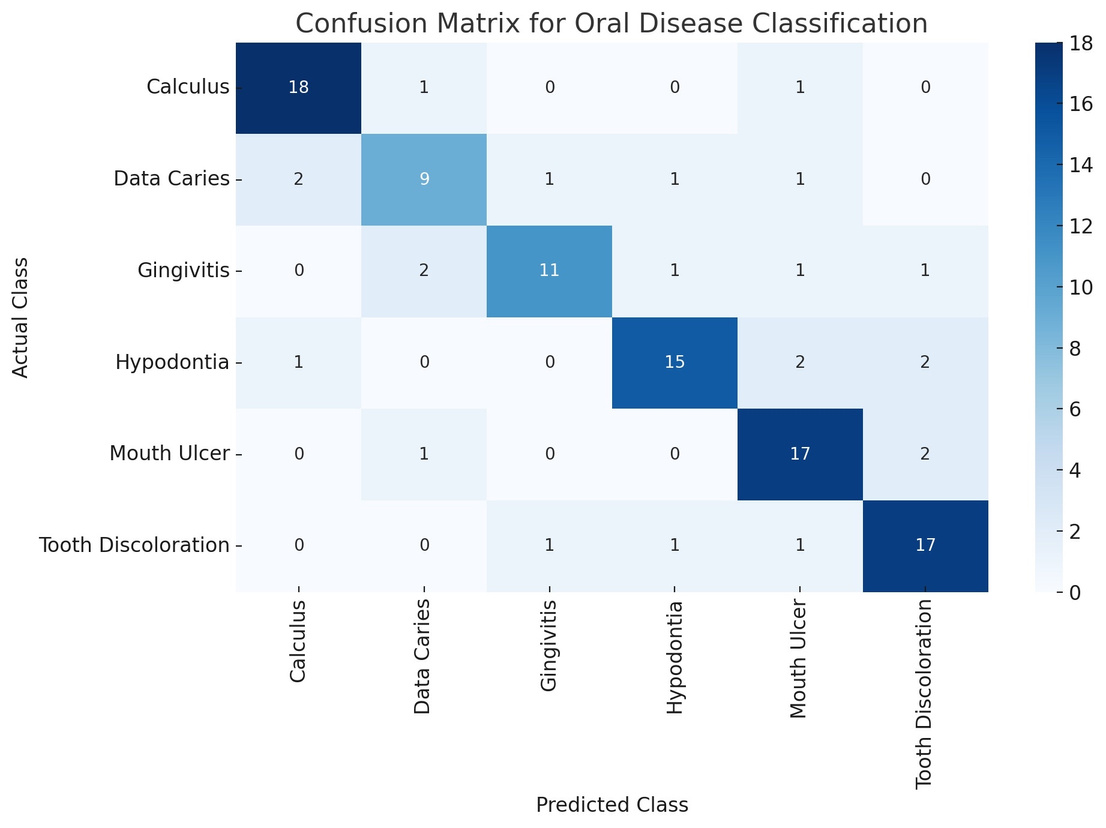 Confusion Matrix for Oral Disease Classification
Actual Class
Calculus 18 1 0 0 1 0
Data Caries 2 9 1 1 1 0
Gingivitis 0 2 11 1 1 1
Hypodontia 1 0 0 15 2 2
Mouth Ulcer 0 1 0 0 17 2
Tooth Discoloration 0 0 1 1 1 17
Calculus Data Caries Gingivitis Hypodontia Mouth Ulcer Tooth Discoloration
Predicted Class
18
16
14
12
10
8
6
4
2
0